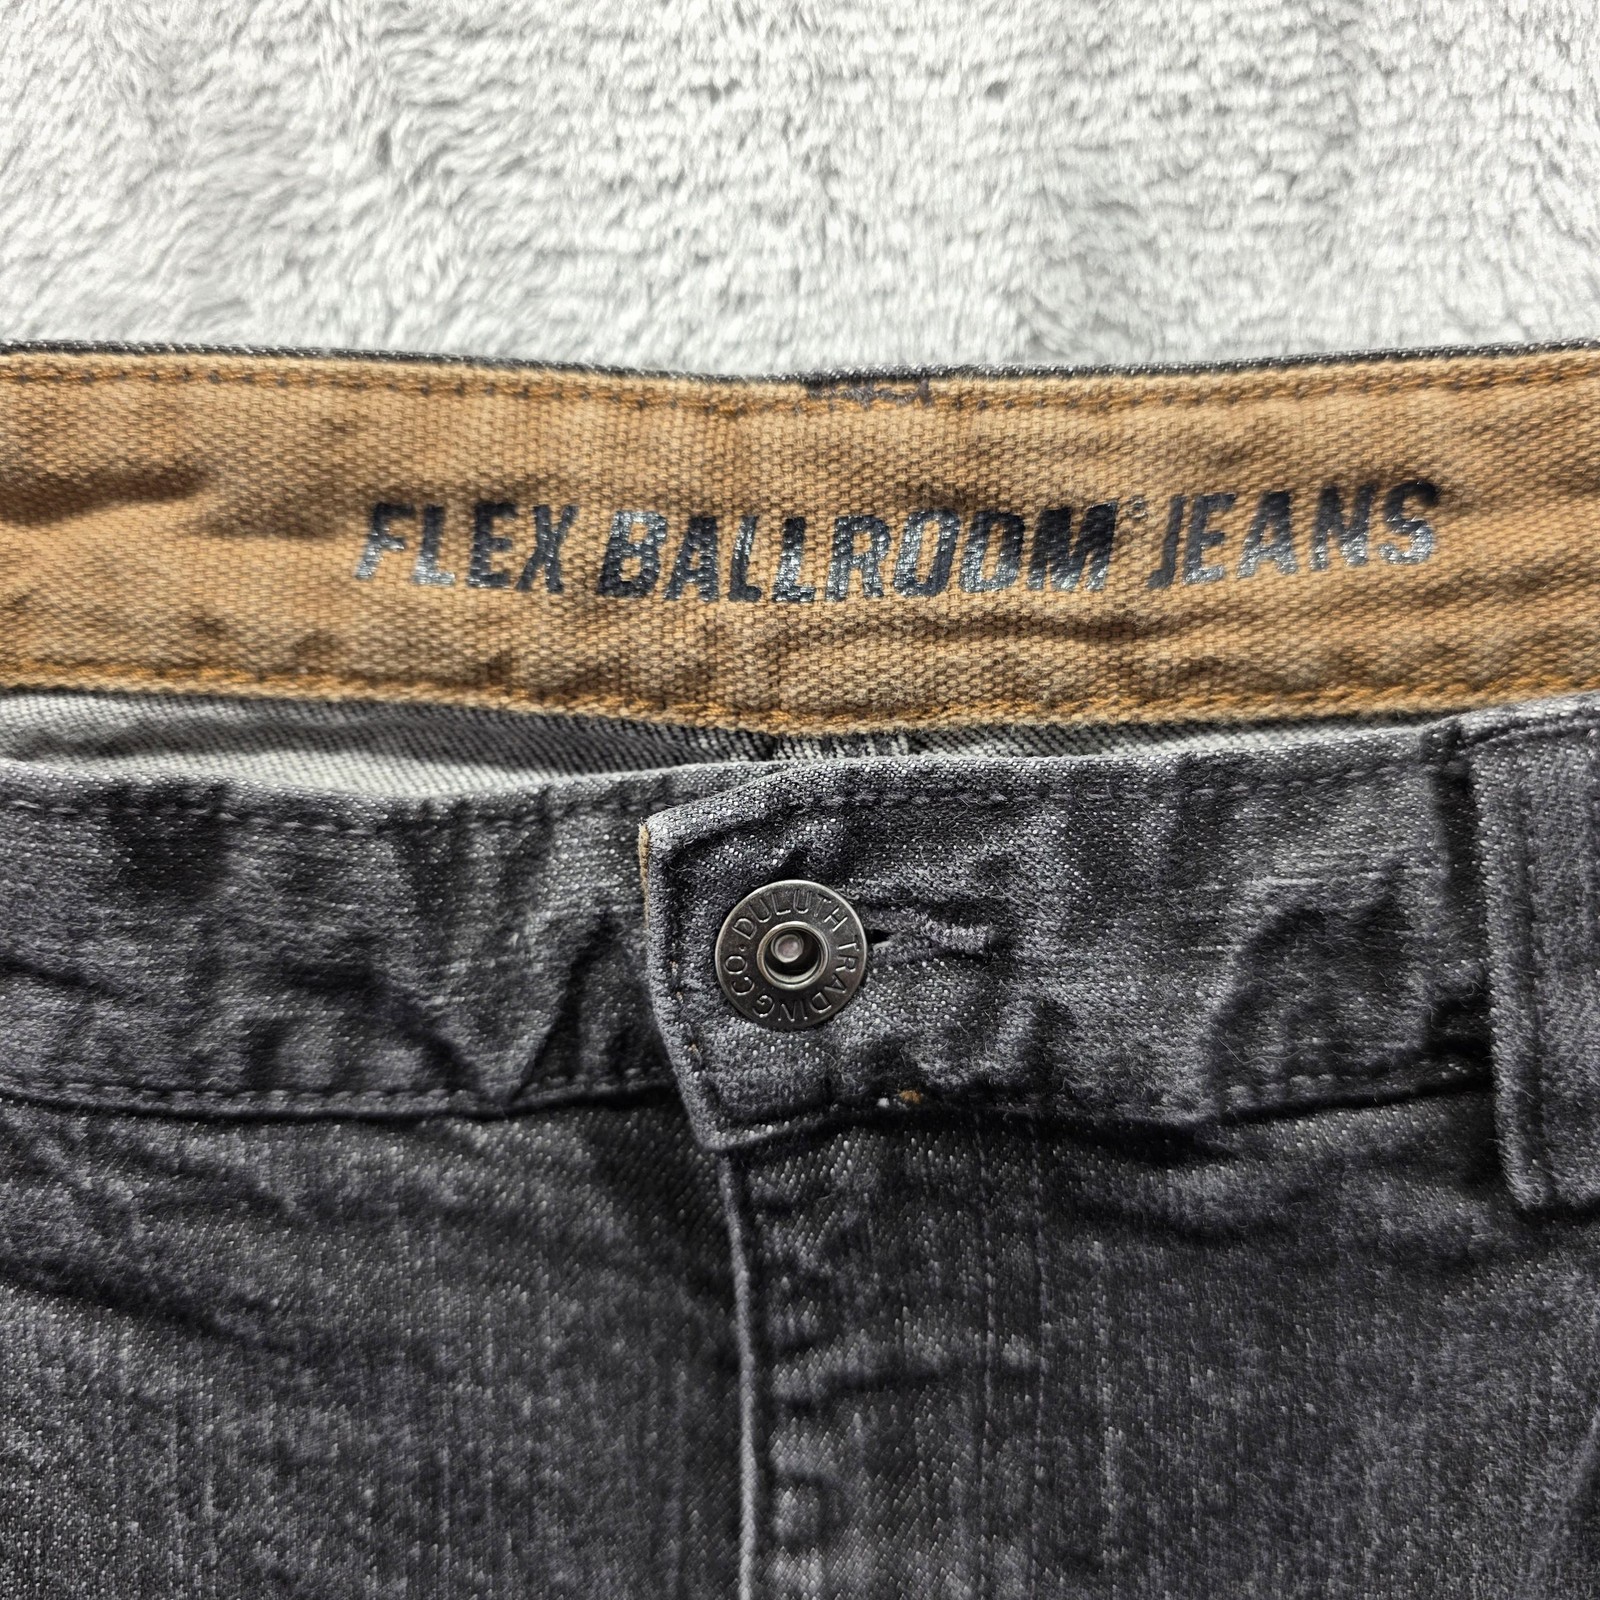 FLEX BALLROOM® JEANS
DULUTH TRADING CO.